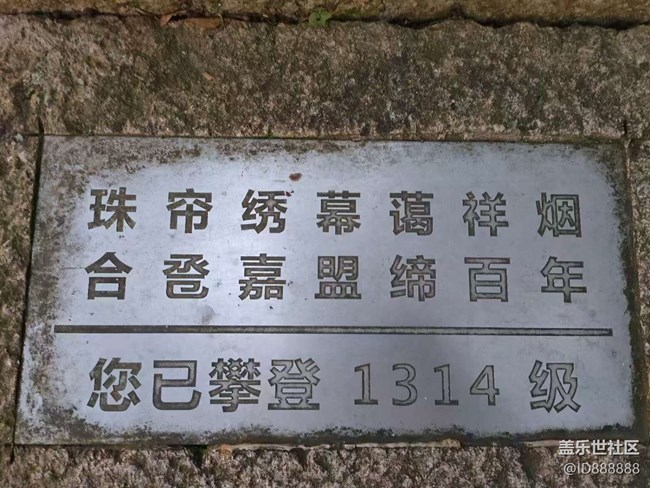 珠帘绣幕蔼祥烟
合卺嘉盟缔百年
您已攀登 1314 级
盖乐世社区
@ID888888